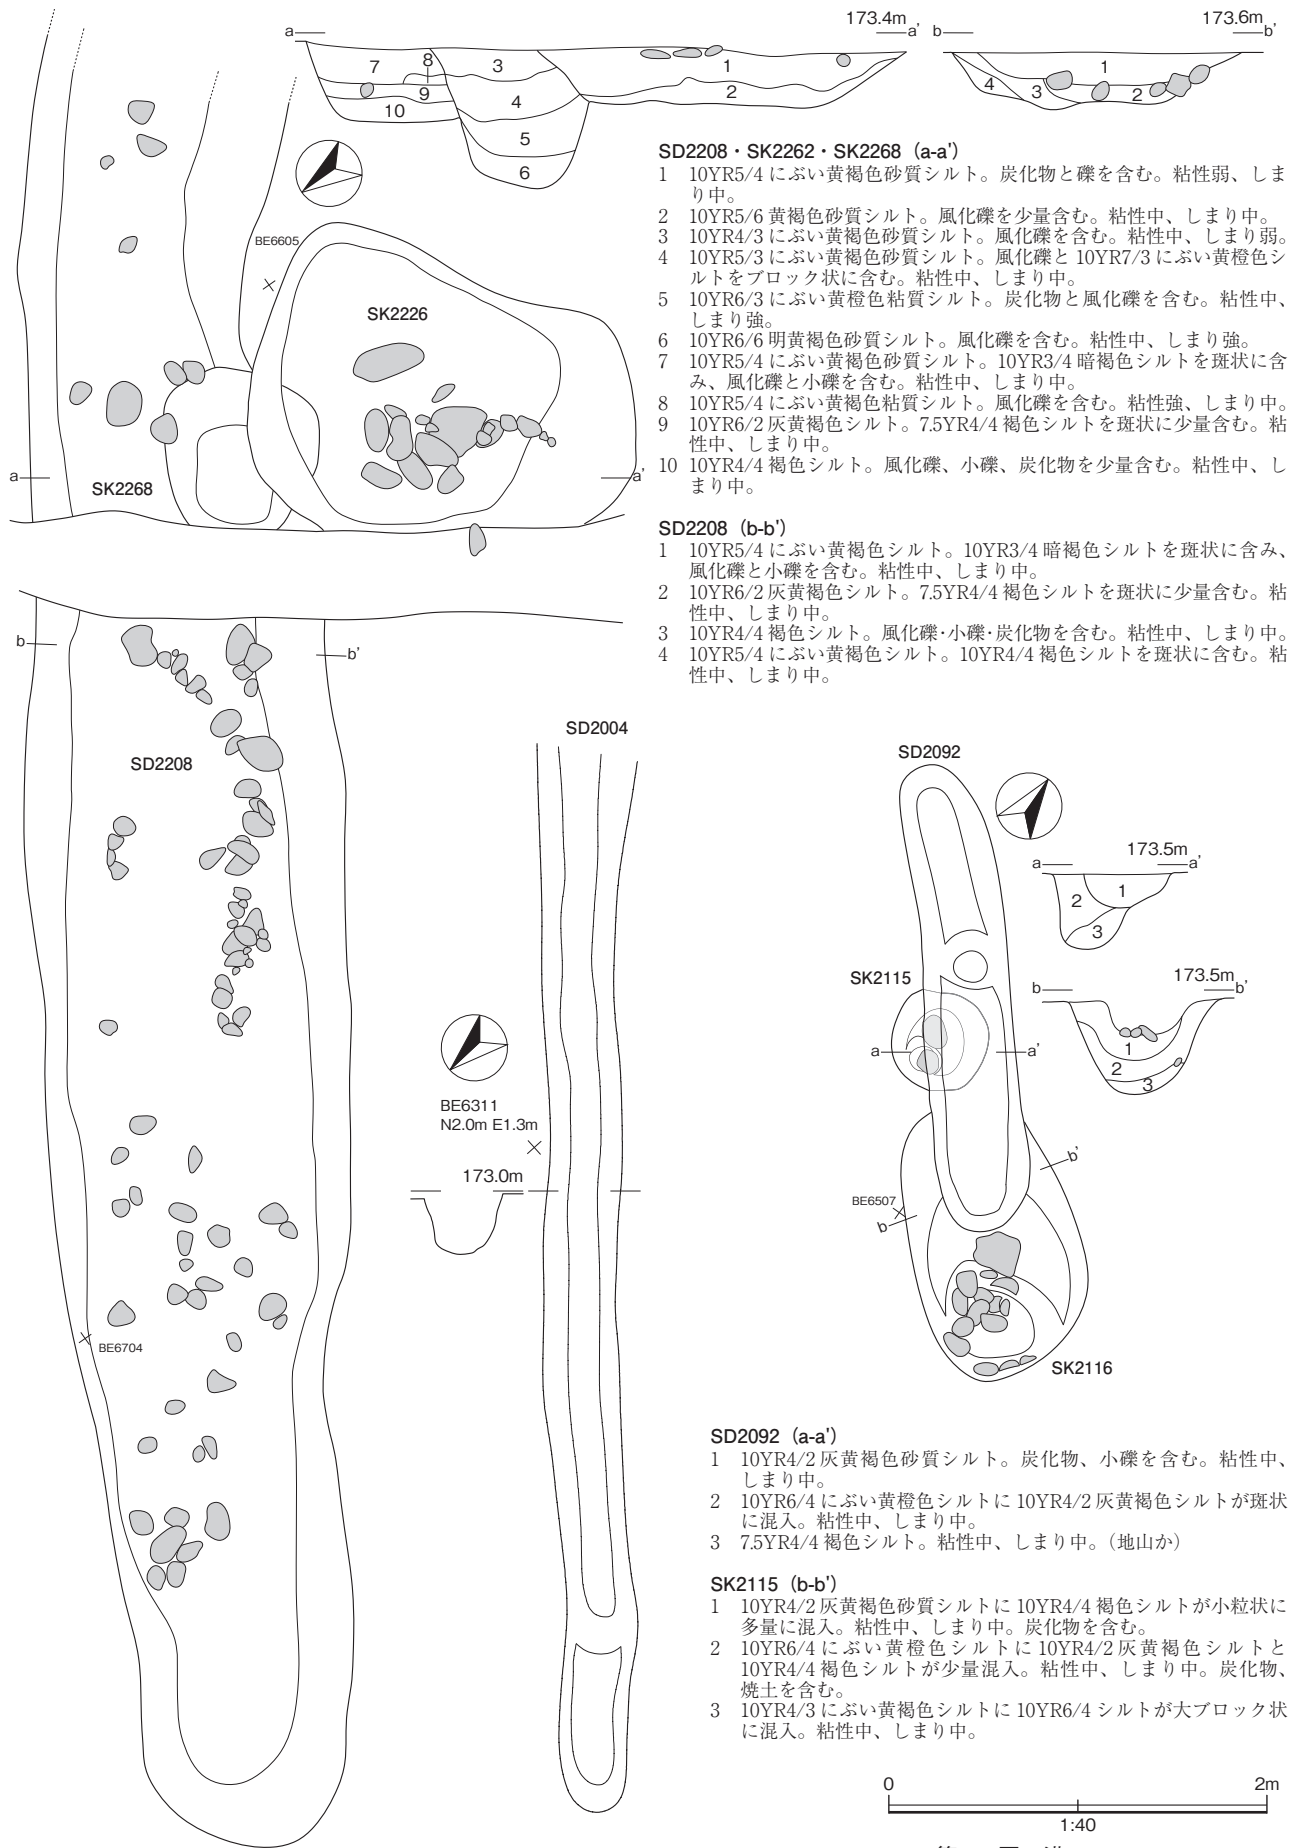 173.4m
a
a'
173.6m
b
b'
7
8
3
1
9
10
4
2
5
6
1
4
3
2
BE6605
SK2226
a
a'
SK2268
SD2208・SK2262・SK2268（a-a'）
1 10YR5/4 にぶい黄褐色砂質シルト。炭化物と礫を含む。粘性弱、しま
り中。
2 10YR5/6 黄褐色砂質シルト。風化礫を少量含む。粘性中、しまり中。
3 10YR4/3 にぶい黄褐色砂質シルト。風化礫を含む。粘性中、しまり弱。
4 10YR5/3 にぶい黄褐色砂質シルト。風化礫と 10YR7/3 にぶい黄橙色シ
ルトをブロック状に含む。粘性中、しまり中。
5 10YR6/3 にぶい黄橙色粘質シルト。炭化物と風化礫を含む。粘性中、
しまり強。
6 10YR6/6 明黄褐色砂質シルト。風化礫を含む。粘性中、しまり強。
7 10YR5/4 にぶい黄褐色砂質シルト。10YR3/4 暗褐色シルトを斑状に含
み、風化礫と小礫を含む。粘性中、しまり中。
8 10YR5/4 にぶい黄褐色粘質シルト。風化礫を含む。粘性強、しまり中。
9 10YR6/2 灰黄褐色シルト。7.5YR4/4 褐色シルトを斑状に少量含む。粘
性中、しまり中。
10 10YR4/4 褐色シルト。風化礫、小礫、炭化物を少量含む。粘性中、し
まり中。
SD2208（b-b'）
1 10YR5/4 にぶい黄褐色シルト。10YR3/4 暗褐色シルトを斑状に含み、
風化礫と小礫を含む。粘性中、しまり中。
2 10YR6/2 灰黄褐色シルト。7.5YR4/4 褐色シルトを斑状に少量含む。粘
性中、しまり中。
3 10YR4/4 褐色シルト。風化礫･小礫･炭化物を含む。粘性中、しまり中。
4 10YR5/4 にぶい黄褐色シルト。10YR4/4 褐色シルトを斑状に含む。粘
性中、しまり中。
b
b'
SD2208
BE6704
SD2004
BE6311
N2.0m E1.3m
173.0m
SD2092
SK2115
a
a'
b'
BE6507
b
SK2116
173.5m
a
a'
1
2
3
173.5m
b
b'
1
2
3
SD2092（a-a'）
1 10YR4/2 灰黄褐色砂質シルト。炭化物、小礫を含む。粘性中、
しまり中。
2 10YR6/4 にぶい黄橙色シルトに 10YR4/2 灰黄褐色シルトが斑状
に混入。粘性中、しまり中。
3 7.5YR4/4 褐色シルト。粘性中、しまり中。（地山か）
SK2115（b-b'）
1 10YR4/2 灰黄褐色砂質シルトに 10YR4/4 褐色シルトが小粒状に
多量に混入。粘性中、しまり中。炭化物を含む。
2 10YR6/4 にぶい黄橙色シルトに 10YR4/2 灰黄褐色シルトと
10YR4/4 褐色シルトが少量混入。粘性中、しまり中。炭化物、
焼土を含む。
3 10YR4/3 にぶい黄褐色シルトに 10YR6/4 シルトが大ブロック状
に混入。粘性中、しまり中。
0
2m
1:40